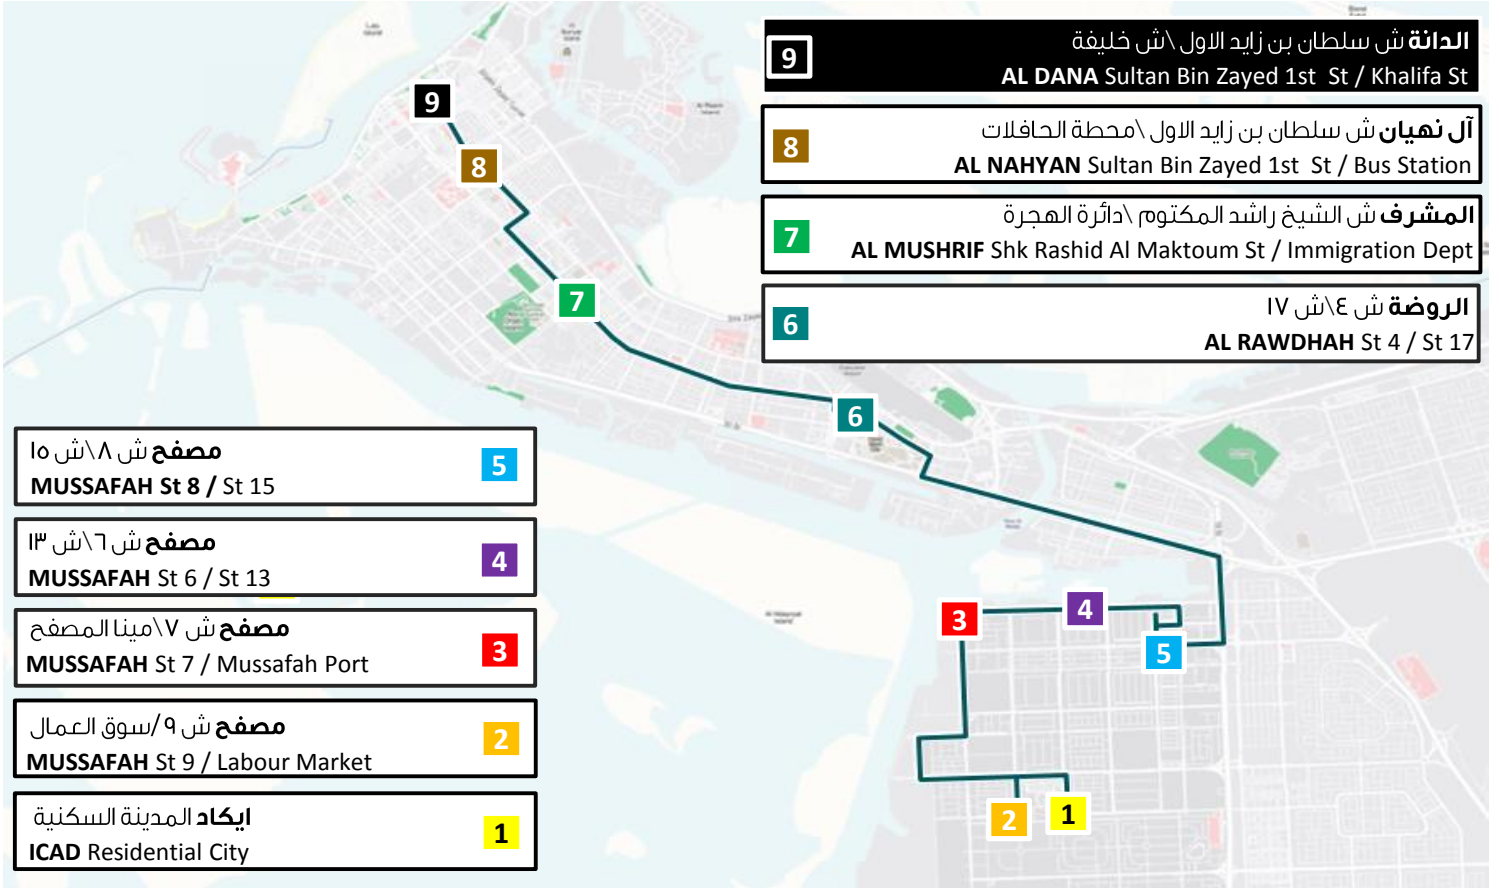 الدانة ش سلطان بن زايد الاول \ش خليفة
9
AL DANA Sultan Bin Zayed 1st St / Khalifa St
آل نهيان ش سلطان بن زايد الاول \محطة الحافلات
8
AL NAHYAN Sultan Bin Zayed 1st St / Bus Station
المشرف ش الشيخ راشد المكتوم \دائرة الهجرة
7
AL MUSHRIF Shk Rashid Al Maktoum St / Immigration Dept
الروضة ش ٤\ش ١٧
6
AL RAWDHAH St 4 / St 17
مصفح ش ٨\ش ١٥
5
MUSSAFAH St 8 / St 15
مصفح ش ٦\ش ١٣
4
MUSSAFAH St 6 / St 13
مصفح ش ٧\مينا المصفح
3
MUSSAFAH St 7 / Mussafah Port
مصفح ش ٩/سوق العمال
2
MUSSAFAH St 9 / Labour Market
ايكاد المدينة السكنية
1
ICAD Residential City
9
8
7
6
3
4
5
2
1